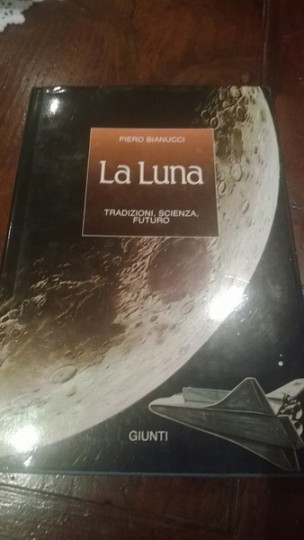 PIERO BIANUCCI
LA LUNA
TRADIZIONI, SCIENZA,
FUTURO
GIUNTI